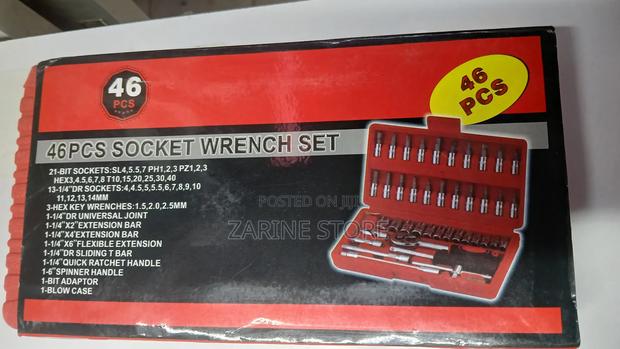 46
PCS
46
PCS
46PCS SOCKET WRENCH SET
21-BIT SOCKETS:SL4,5.5,7 PH1,2,3 PZ1,2,3
HEX3,4.5.6,7,8 T10,15,20,25,30,40
13-1/4"DR SOCKETS:4,4.5,5,5.5,6,7,8,9,10
11,12,13,14MM
3-HEX KEY WRENCHES:1.5,2.0,2.5MM
1-1/4"DR UNIVERSAL JOINT
1-1/4"X2"EXTENSION BAR
1-1/4"X4'EXTENSION BAR
1-1/4"X6"FLEXIBLE EXTENSION
1-1/4"DR SLIDING T BAR
1-1/4"QUICK RATCHET HANDLE
1-6"SPINNER HANDLE
1-BIT ADAPTOR
1-BLOW CASE
POSTED ON JIJI
ZARINE STORE